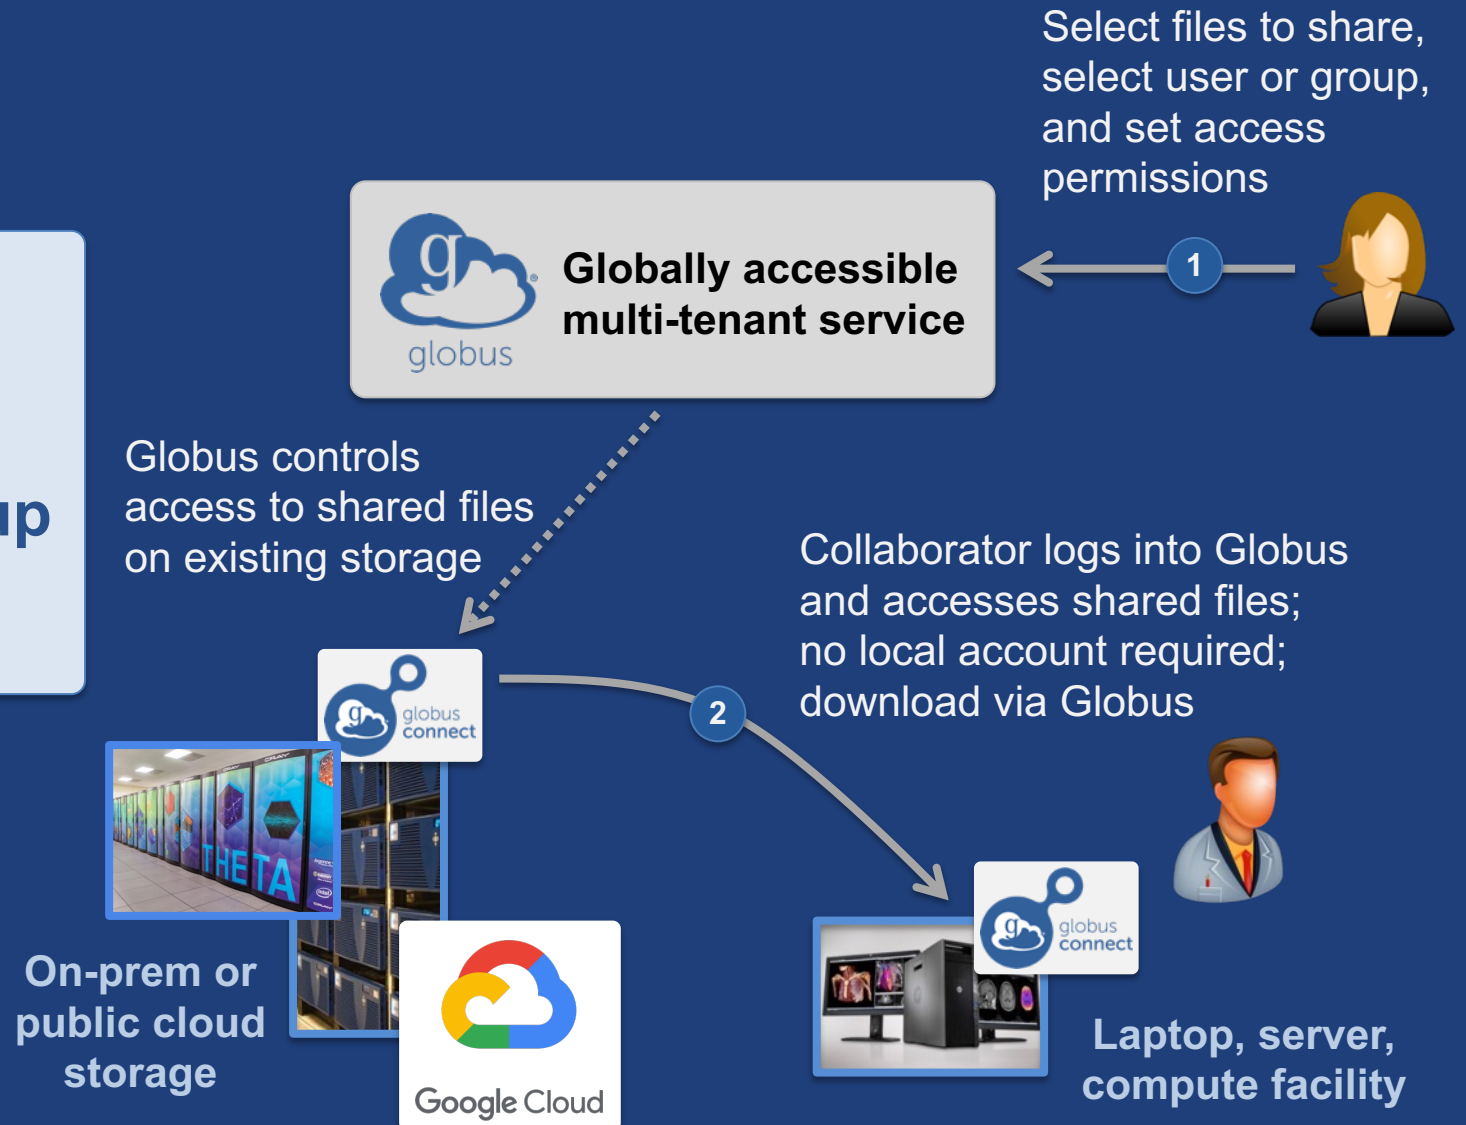 Select files to share,
select user or group,
and set access
permissions
1
g
globus
Globally accessible
multi-tenant service
Globus controls
access to shared files
on existing storage
up
Collaborator logs into Globus
and accesses shared files;
no local account required;
download via Globus
2
g
globus
connect
THETA
On-prem or
public cloud
storage
Google Cloud
g
globus
connect
Laptop, server,
compute facility